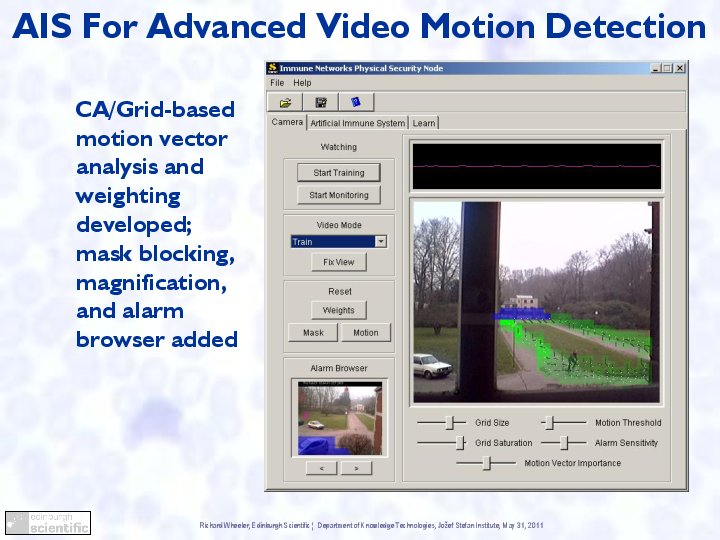 AIS For Advanced Video Motion Detection
CA/Grid-based
motion vector
analysis and
weighting
developed;
mask blocking,
magnification,
and alarm
browser added
Immune Networks Physical Security Node
File Help
Camera Artificial Immune System Learn
Watching
Start Training
Start Monitoring
Video Mode
Train
Fix View
Reset
Weights
Mask Motion
Alarm Browser
< >
Grid Size Motion Threshold
Grid Saturation Alarm Sensitivity
Motion Vector Importance
edinburgh
scientific
Richard Wheeler, Edinburgh Scientific ¦ Department of Knowledge Technologies, Jožef Stefan Institute, May 31, 2011